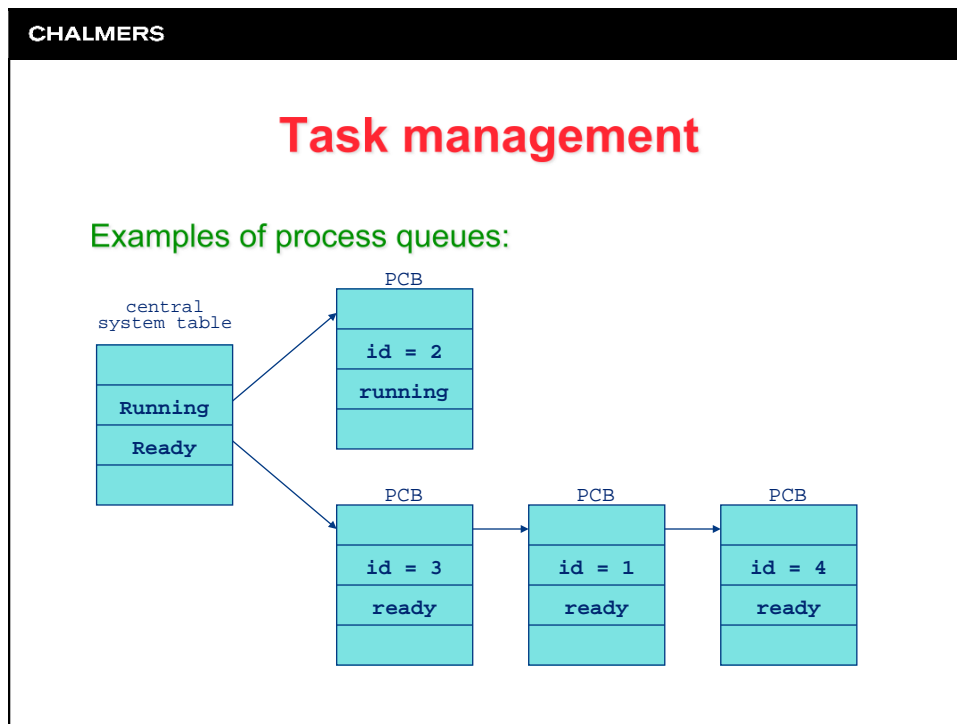 CHALMERS
Task management
Examples of process queues:
central
system table
Running
Ready
PCB
id = 2
running
PCB
id = 3
ready
PCB
id = 1
ready
PCB
id = 4
ready